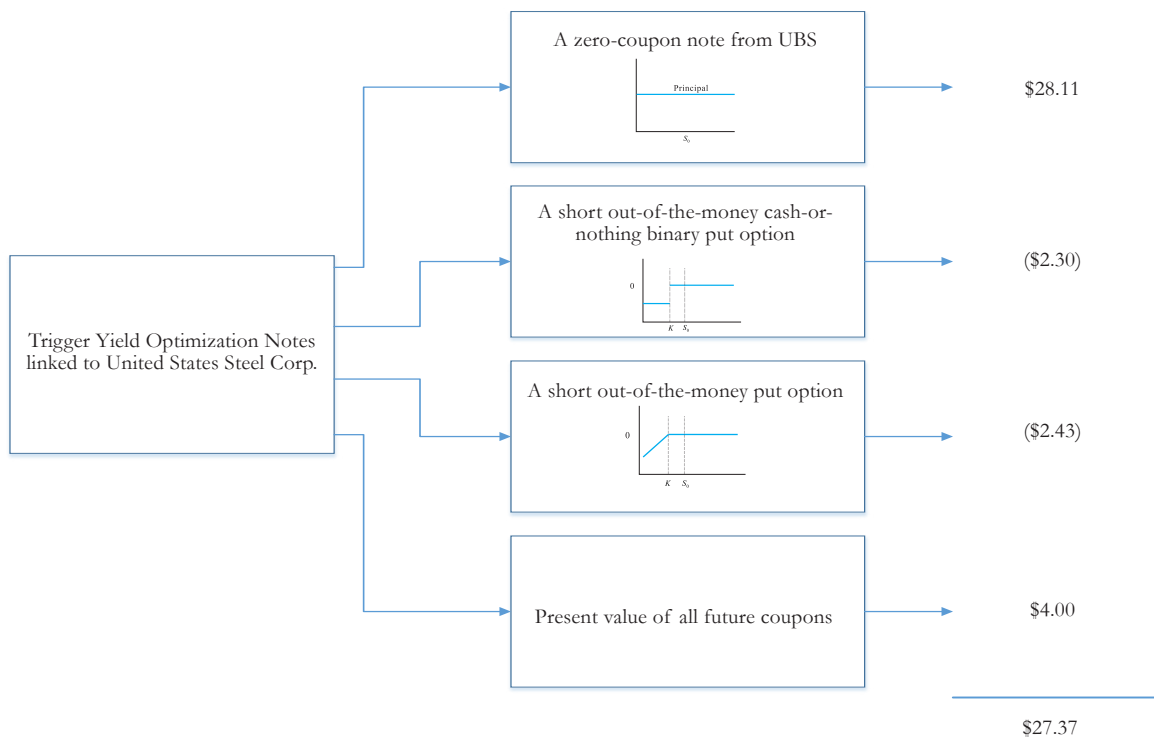 A zero-coupon note from UBS
Principal
S₀
$28.11
A short out-of-the-money cash-or-
nothing binary put option
0
K
S₀
($2.30)
Trigger Yield Optimization Notes
linked to United States Steel Corp.
A short out-of-the-money put option
0
K
S₀
($2.43)
Present value of all future coupons
$4.00
$27.37